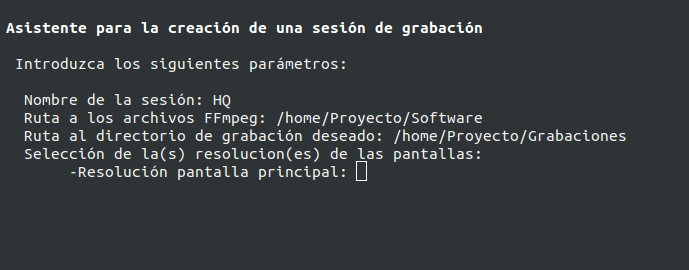 Asistente para la creación de una sesión de grabación
Introduzca los siguientes parámetros:
Nombre de la sesión: HQ
Ruta a los archivos FFmpeg: /home/Proyecto/Software
Ruta al directorio de grabación deseado: /home/Proyecto/Grabaciones
Selección de la(s) resolucion(es) de las pantallas:
-Resolución pantalla principal: